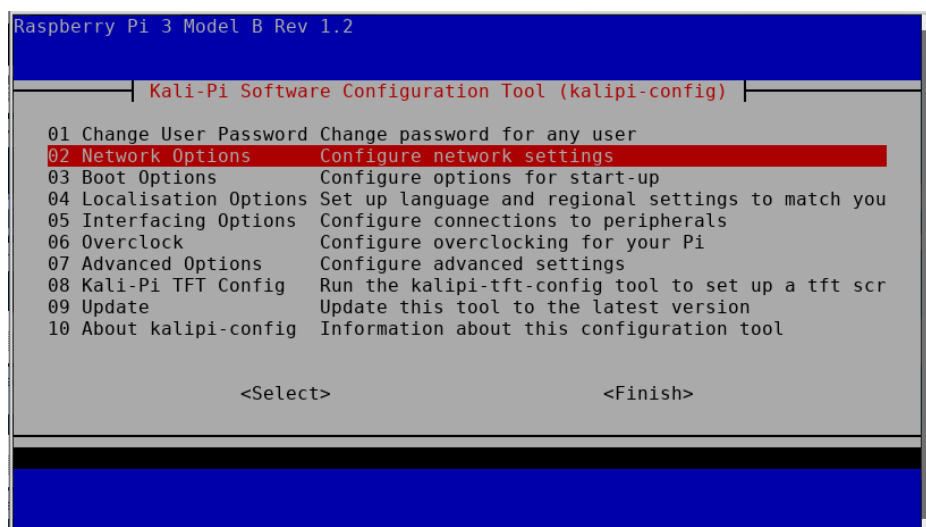 Raspberry Pi 3 Model B Rev 1.2
Kali-Pi Software Configuration Tool (kalipi-config)
01 Change User Password Change password for any user
02 Network Options Configure network settings
03 Boot Options Configure options for start-up
04 Localisation Options Set up language and regional settings to match you
05 Interfacing Options Configure connections to peripherals
06 Overclock Configure overclocking for your Pi
07 Advanced Options Configure advanced settings
08 Kali-Pi TFT Config Run the kalipi-tft-config tool to set up a tft scr
09 Update Update this tool to the latest version
10 About kalipi-config Information about this configuration tool
<Select> <Finish>